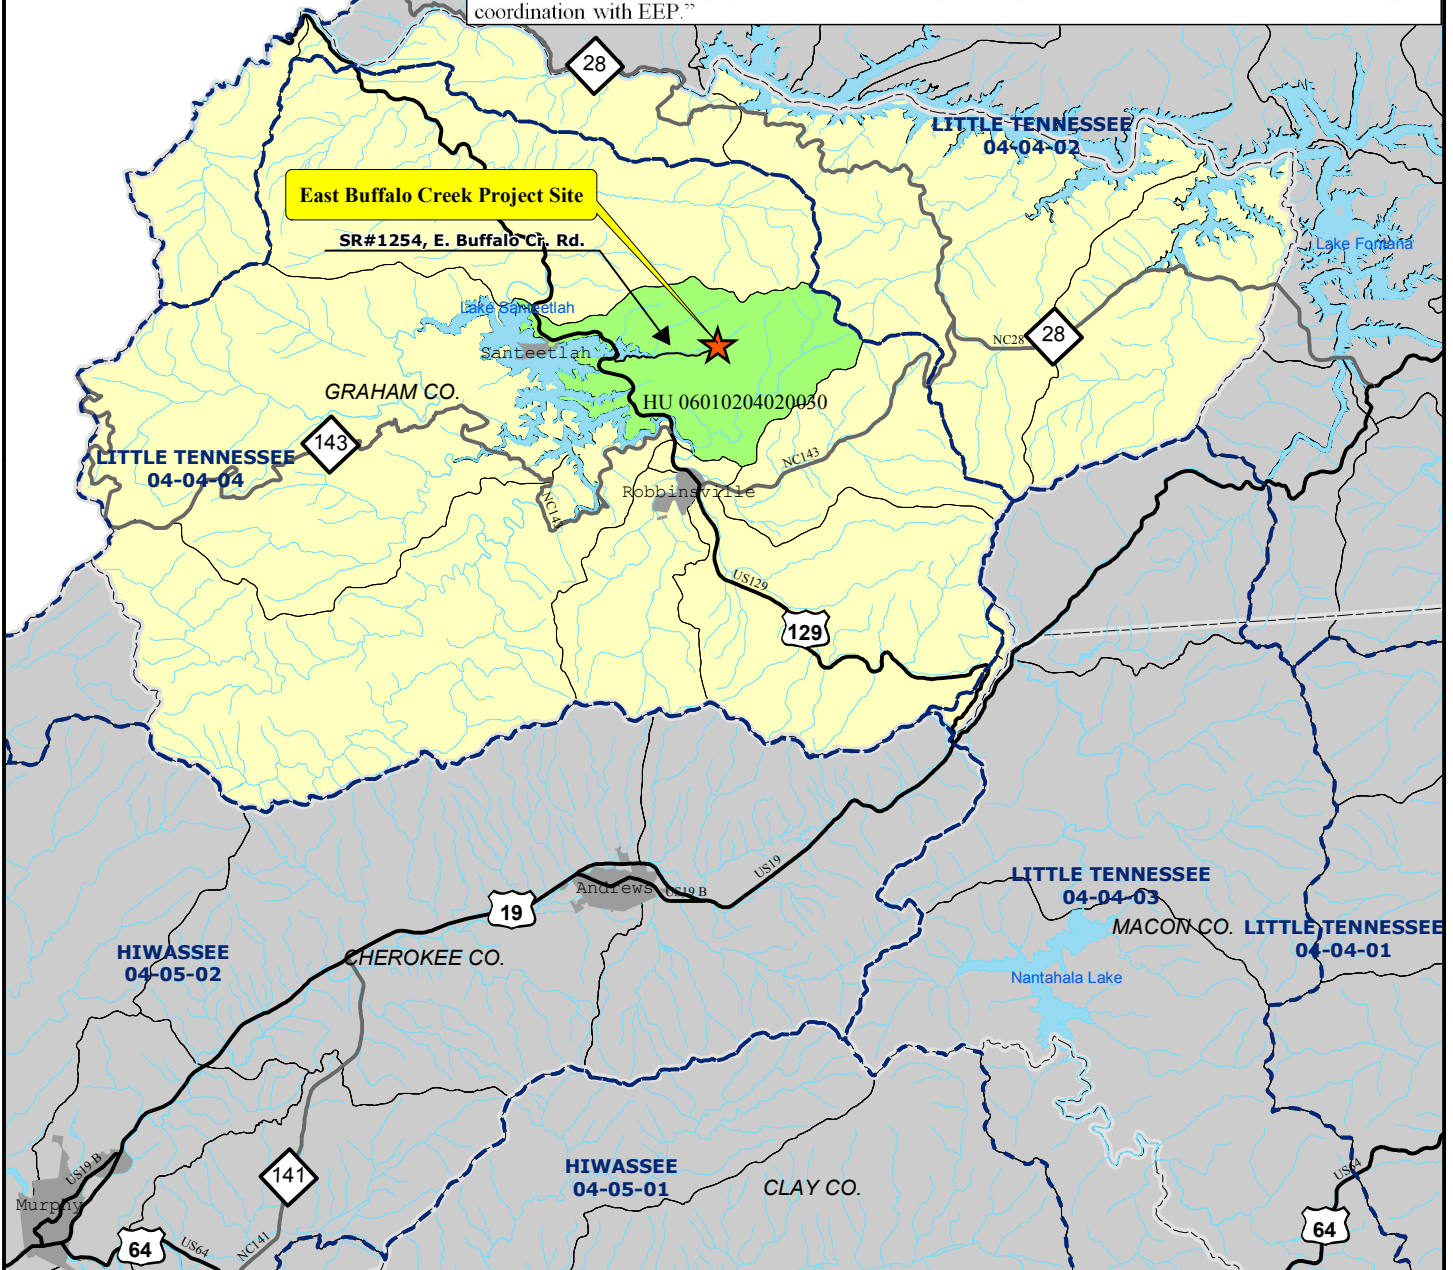 coordination with EEP.”
28
LITTLE TENNESSEE
04-04-02
East Buffalo Creek Project Site
SR#1254, E. Buffalo Cr. Rd.
Lake Fontana
Lake Santeetlah
Santeetlah
NC28
28
GRAHAM CO.
HU 06010204020030
143
LITTLE TENNESSEE
04-04-04
NC143
Robbinsville
NC143
US129
129
LITTLE TENNESSEE
04-04-03
US19
Andrews
US19 B
19
MACON CO.
LITTLE TENNESSEE
04-04-01
HIWASSEE
04-05-02
CHEROKEE CO.
Nantahala Lake
HIWASSEE
04-05-01
CLAY CO.
US19 B
141
Murphy
US64
64
US64
NC141
64